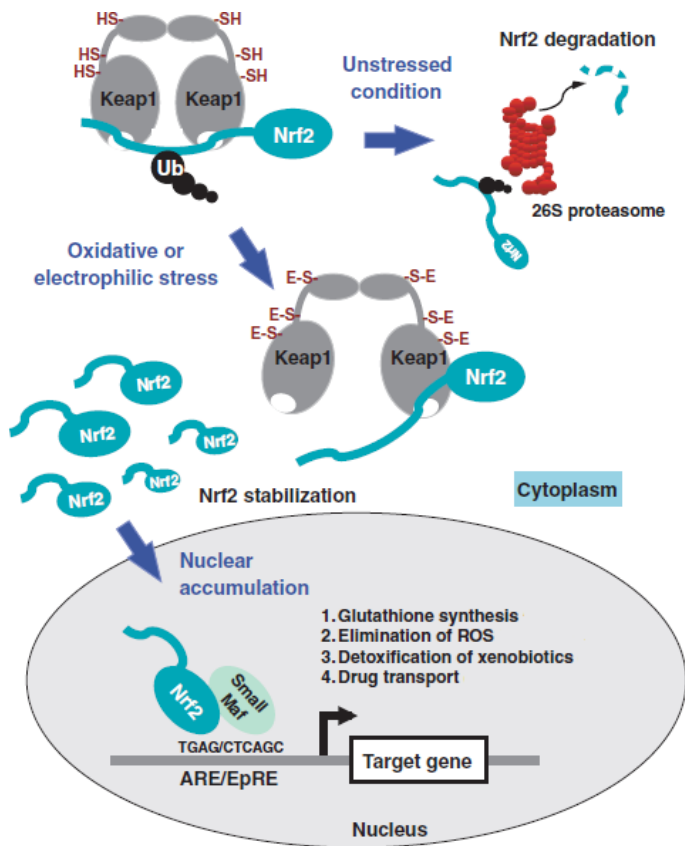 HS-
-SH
HS-
HS-
-SH
-SH
Keap1
Keap1
Nrf2
Ub
Unstressed
condition
Nrf2 degradation
26S proteasome
Nrf2
Oxidative or
electrophilic stress
E-S-
-S-E
E-S-
E-S-
-S-E
-S-E
Keap1
Keap1
Nrf2
Nrf2
Nrf2
Nrf2
Nrf2
Nrf2
Nrf2 stabilization
Cytoplasm
Nuclear
accumulation
1. Glutathione synthesis
2. Elimination of ROS
3. Detoxification of xenobiotics
4. Drug transport
Nrf2
Small
Maf
TGAG/CTCAGC
ARE/EpRE
Target gene
Nucleus